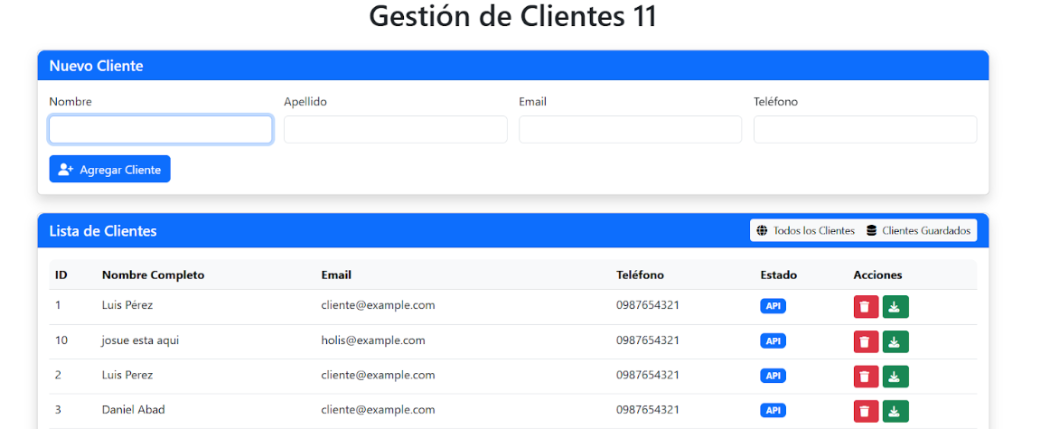 Gestión de Clientes 11
Nuevo Cliente
Nombre Apellido Email Teléfono
Agregar Cliente
Lista de Clientes Todos los Clientes Clientes Guardados
ID Nombre Completo Email Teléfono Estado Acciones
1 Luis Pérez cliente@example.com 0987654321 API
10 josue esta aqui holis@example.com 0987654321 API
2 Luis Perez cliente@example.com 0987654321 API
3 Daniel Abad cliente@example.com 0987654321 API